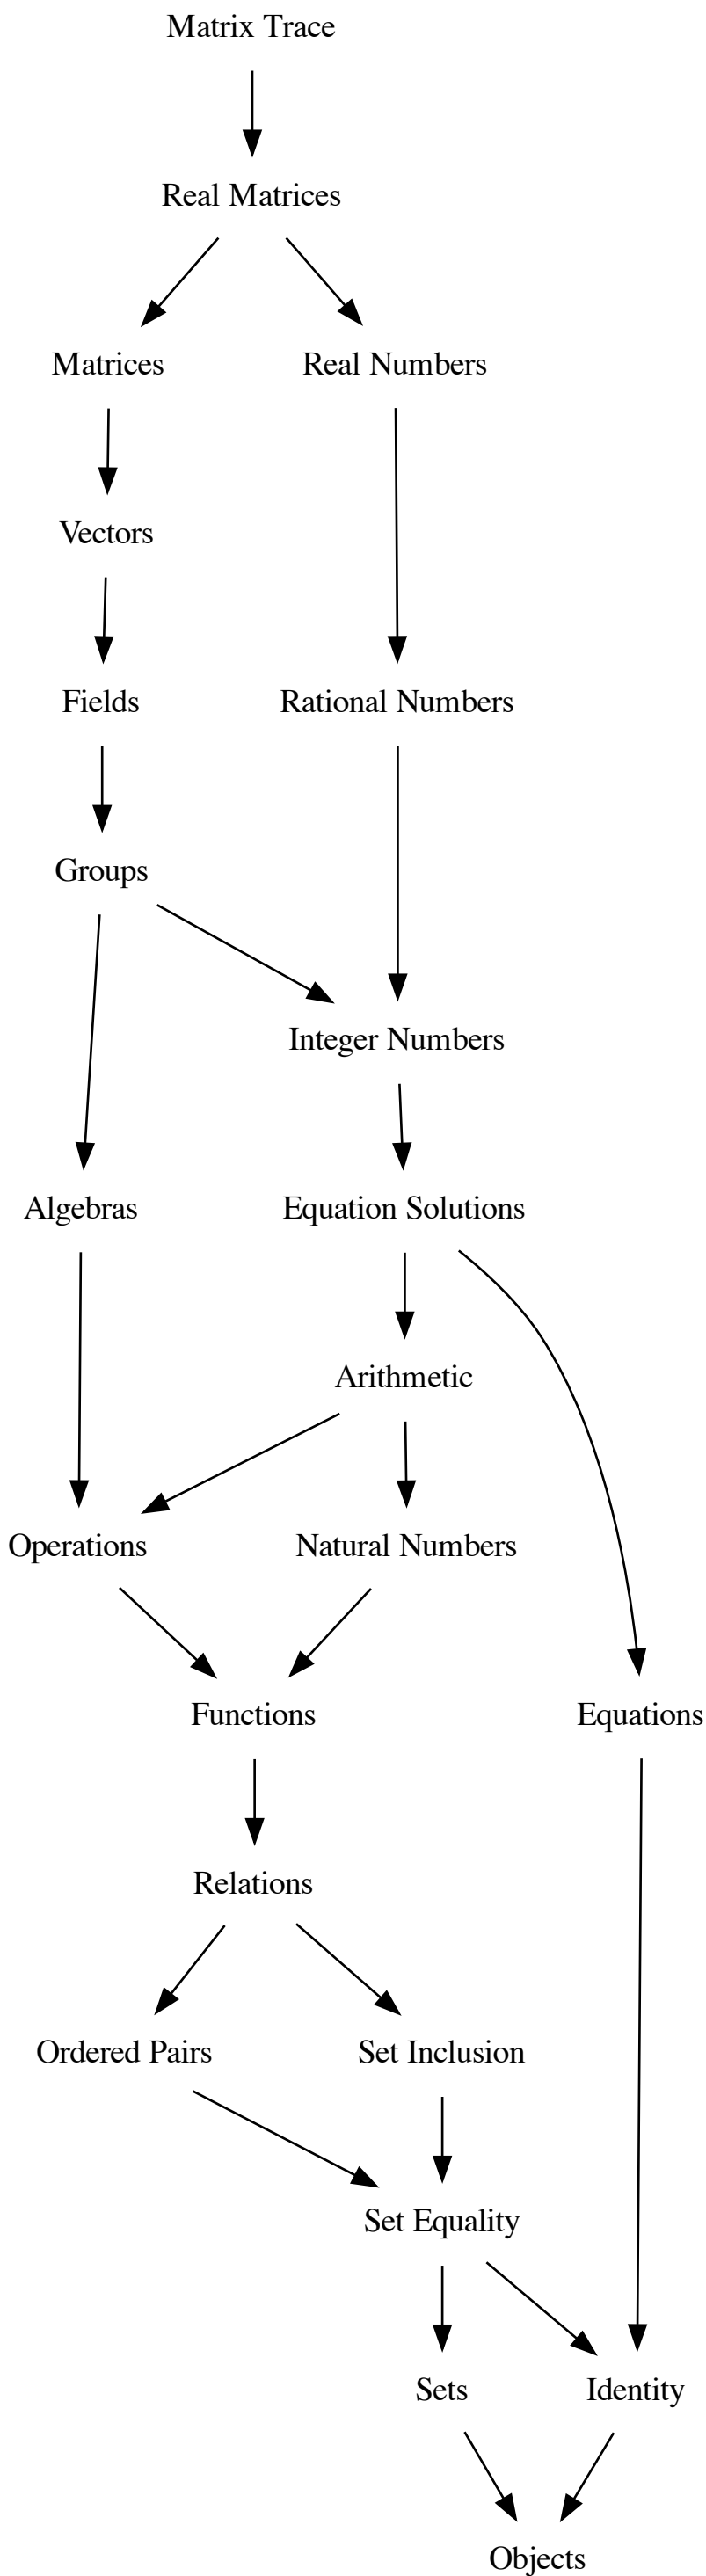 Matrix Trace
Real Matrices
Matrices
Real Numbers
Vectors
Fields
Rational Numbers
Groups
Integer Numbers
Algebras
Equation Solutions
Arithmetic
Operations
Natural Numbers
Functions
Equations
Relations
Ordered Pairs
Set Inclusion
Set Equality
Sets
Identity
Objects